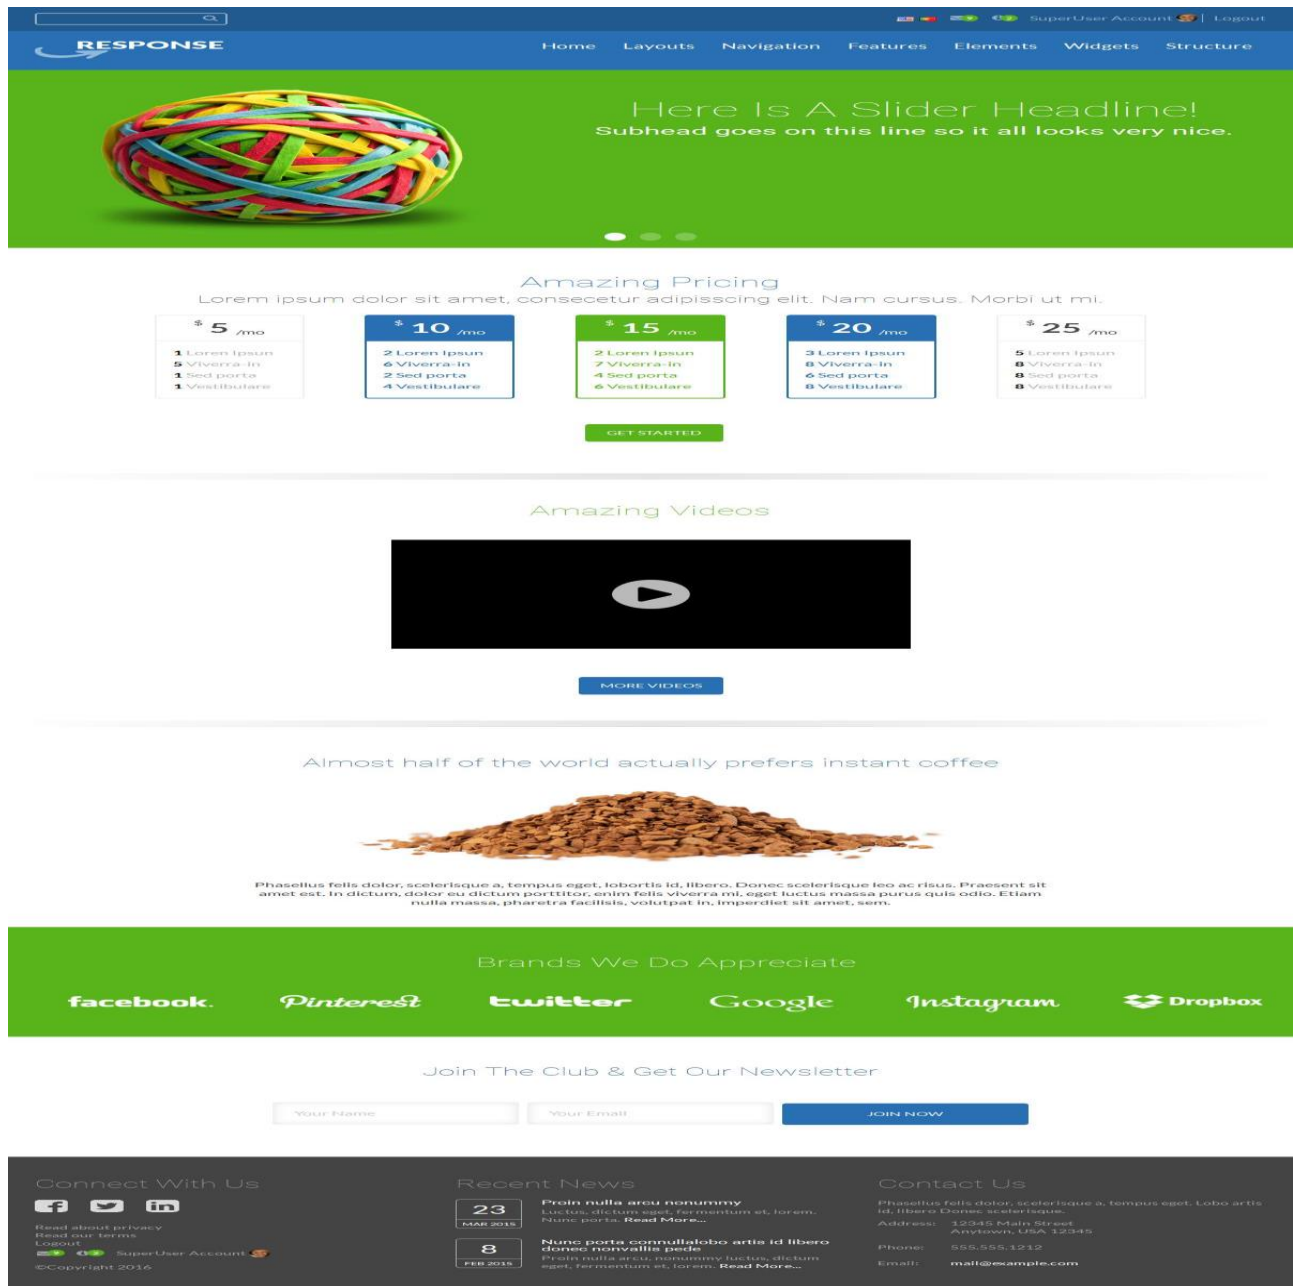 SuperUser Account | Logout
RESPONSE
Home Layouts Navigation Features Elements Widgets Structure
Here Is A Slider Headline!
Subhead goes on this line so it all looks very nice.
Amazing Pricing
Lorem ipsum dolor sit amet, consecetur adipisscing elit. Nam cursus. Morbi ut mi.
$ 5 /mo
1 Loren Ipsun
5 Viverra-in
1 Sed porta
1 Vestibulare
$ 10 /mo
2 Loren Ipsun
6 Viverra-in
2 Sed porta
4 Vestibulare
$ 15 /mo
2 Loren Ipsun
7 Viverra-in
4 Sed porta
6 Vestibulare
$ 20 /mo
3 Loren Ipsun
8 Viverra-in
6 Sed porta
8 Vestibulare
$ 25 /mo
5 Loren Ipsun
8 Viverra-in
8 Sed porta
8 Vestibulare
GET STARTED
Amazing Videos
MORE VIDEOS
Almost half of the world actually prefers instant coffee
Phasellus felis dolor, scelerisque a, tempus eget, lobortis id, libero. Donec scelerisque leo ac risus. Praesent sit
amet est. In dictum, dolor eu dictum porttitor, enim felis viverra mi, eget luctus massa purus quis odio. Etiam
nulla massa, pharetra facilisis, volutpat in, imperdiet sit amet, sem.
Brands We Do Appreciate
facebook. Pinterest twitter Google Instagram Dropbox
Join The Club & Get Our Newsletter
Your Name
Your Email
JOIN NOW
Connect With Us
Read about privacy
Read our terms
Logout
SuperUser Account
©Copyright 2016
Recent News
23
MAR 2015
Proin nulla arcu nonummy
Luctus, dictum eget, fermentum et, lorem.
Nunc porta. Read More...
8
FEB 2015
Nunc porta connullalobo artis id libero
donec nonvallis pede
Proin nulla arcu, nonummy luctus, dictum
eget, fermentum et, lorem. Read More...
Contact Us
Phasellus felis dolor, scelerisque a, tempus eget. Lobo artis
id, libero Donec scelerisque.
Address: 12345 Main Street
Anytown, USA 12345
Phone: 555.555.1212
Email: mail@example.com